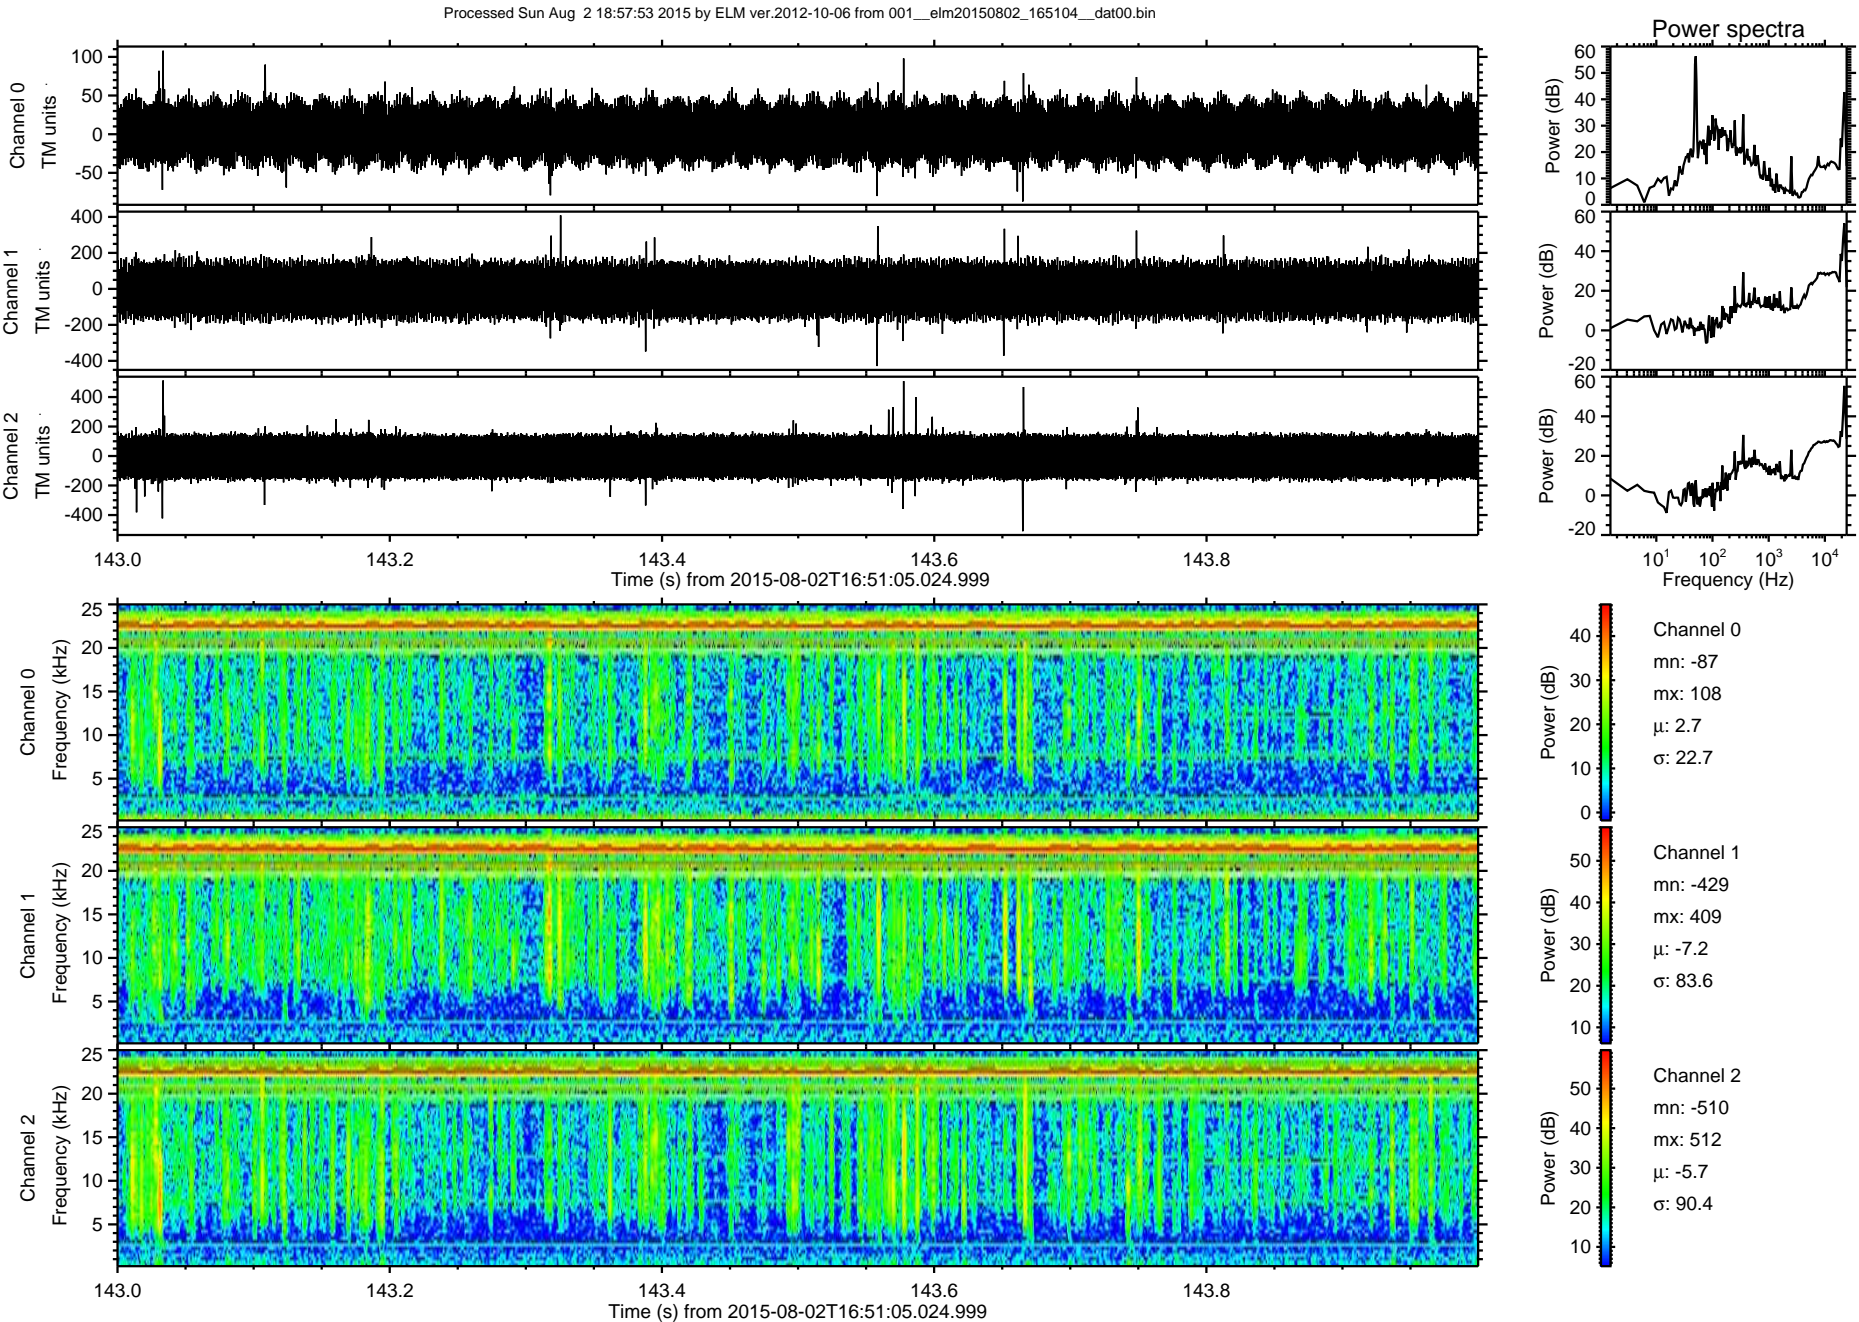 Processed Sun Aug 2 18:57:53 2015 by ELM ver.2012-10-06 from 001__elm20150802_165104__dat00.bin
Power spectra
Channel 0
TM units
100
50
0
-50
Power (dB)
60
50
40
30
20
10
0
Channel 1
TM units
400
200
0
-200
-400
Power (dB)
60
40
20
0
-20
Channel 2
TM units
400
200
0
-200
-400
Power (dB)
60
40
20
0
-20
143.0 143.2 143.4 143.6 143.8
Time (s) from 2015-08-02T16:51:05.024.999
10^1 10^2 10^3 10^4
Frequency (Hz)
Channel 0
Frequency (kHz)
25
20
15
10
5
Power (dB)
40
30
20
10
0
Channel 0
mn: -87
mx: 108
μ: 2.7
σ: 22.7
Channel 1
Frequency (kHz)
25
20
15
10
5
Power (dB)
50
40
30
20
10
Channel 1
mn: -429
mx: 409
μ: -7.2
σ: 83.6
Channel 2
Frequency (kHz)
25
20
15
10
5
Power (dB)
50
40
30
20
10
Channel 2
mn: -510
mx: 512
μ: -5.7
σ: 90.4
143.0 143.2 143.4 143.6 143.8
Time (s) from 2015-08-02T16:51:05.024.999